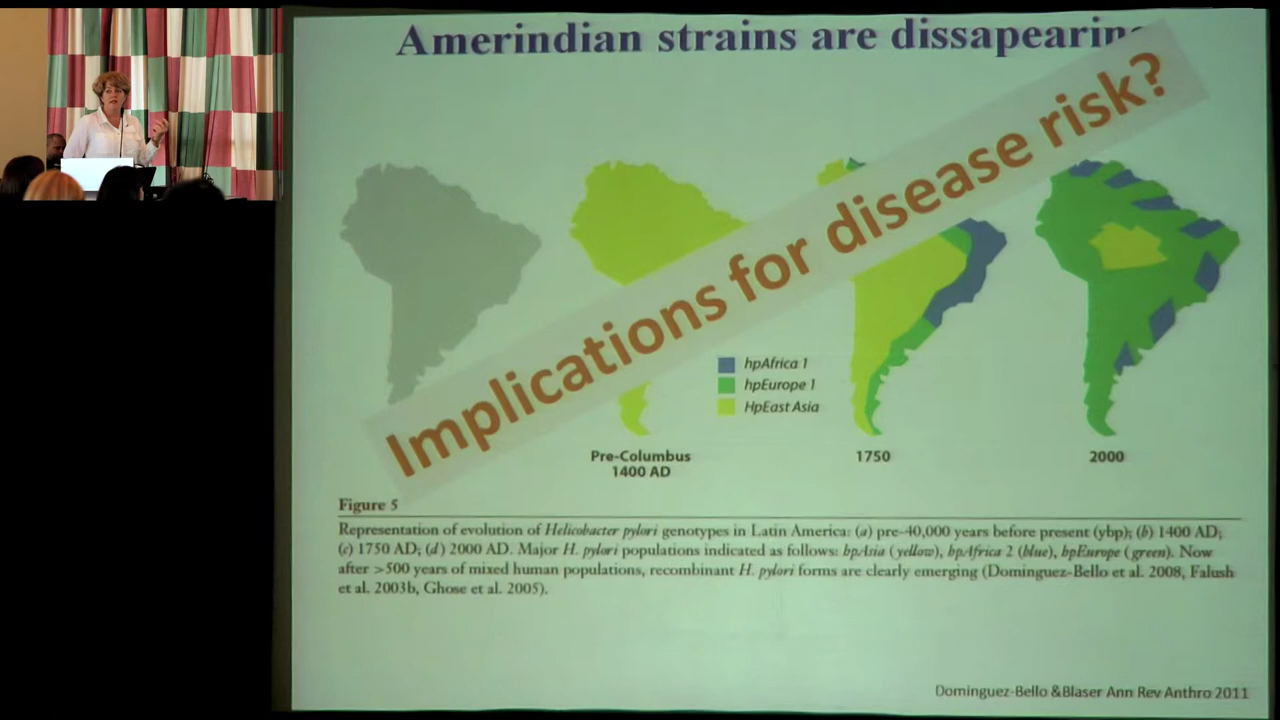 Amerindian strains are dissapearing
Implications for disease risk?
hpAfrica 1
hpEurope 1
HpEast Asia
Pre-Columbus
1400 AD
1750
2000
Figure 5
Representation of evolution of Helicobacter pylori genotypes in Latin America: (a) pre-40,000 years before present (ybp); (b) 1400 AD;
(c) 1750 AD; (d) 2000 AD. Major H. pylori populations indicated as follows: hpAsia (yellow), hpAfrica 2 (blue), hpEurope (green). Now
after >500 years of mixed human populations, recombinant H. pylori forms are clearly emerging (Dominguez-Bello et al. 2008, Falush
et al. 2003b, Ghose et al. 2005).
Dominguez-Bello &Blaser Ann Rev Anthro 2011